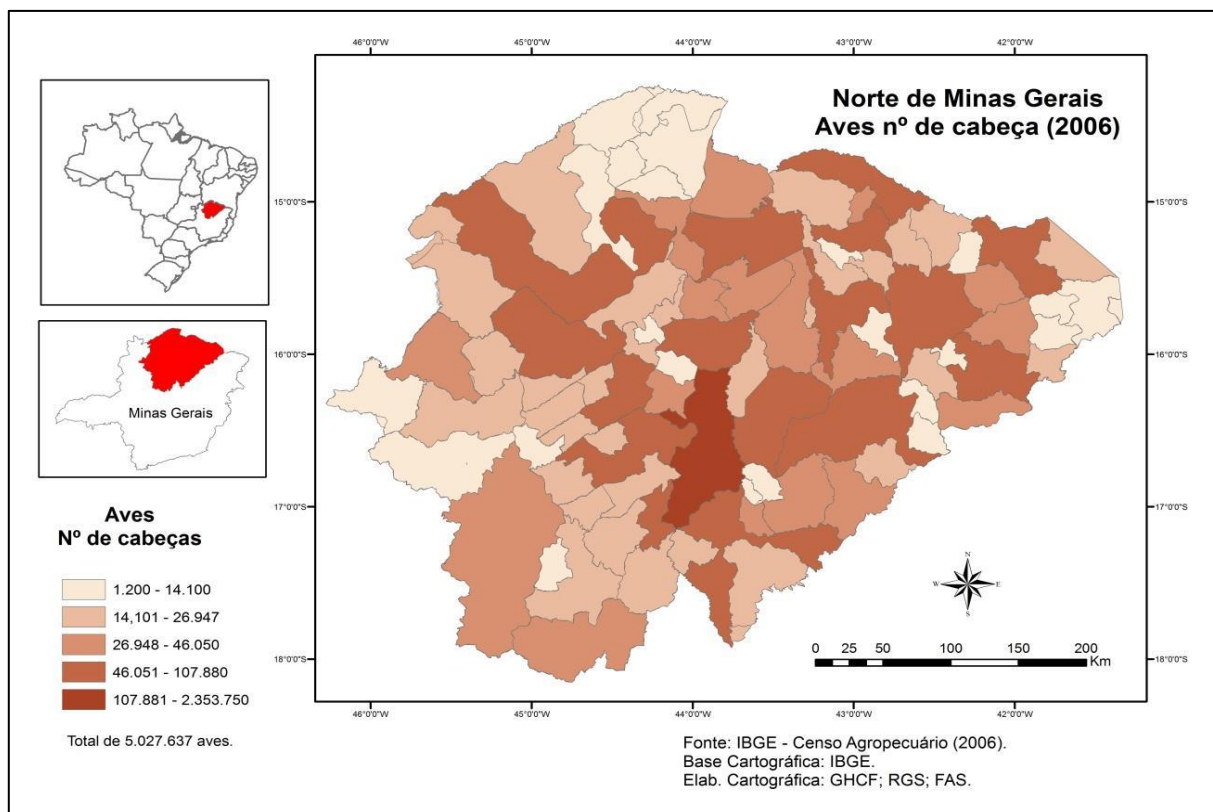 46°0'0"W
45°0'0"W
44°0'0"W
43°0'0"W
42°0'0"W
Norte de Minas Gerais
Aves nº de cabeça (2006)
15°0'0"S
15°0'0"S
16°0'0"S
16°0'0"S
17°0'0"S
17°0'0"S
18°0'0"S
18°0'0"S
Minas Gerais
Aves
Nº de cabeças
1.200 - 14.100
14,101 - 26.947
26.948 - 46.050
46.051 - 107.880
107.881 - 2.353.750
Total de 5.027.637 aves.
N
W
E
S
0 25 50 100 150 200
Km
46°0'0"W
45°0'0"W
44°0'0"W
43°0'0"W
42°0'0"W
Fonte: IBGE - Censo Agropecuário (2006).
Base Cartográfica: IBGE.
Elab. Cartográfica: GHCF; RGS; FAS.